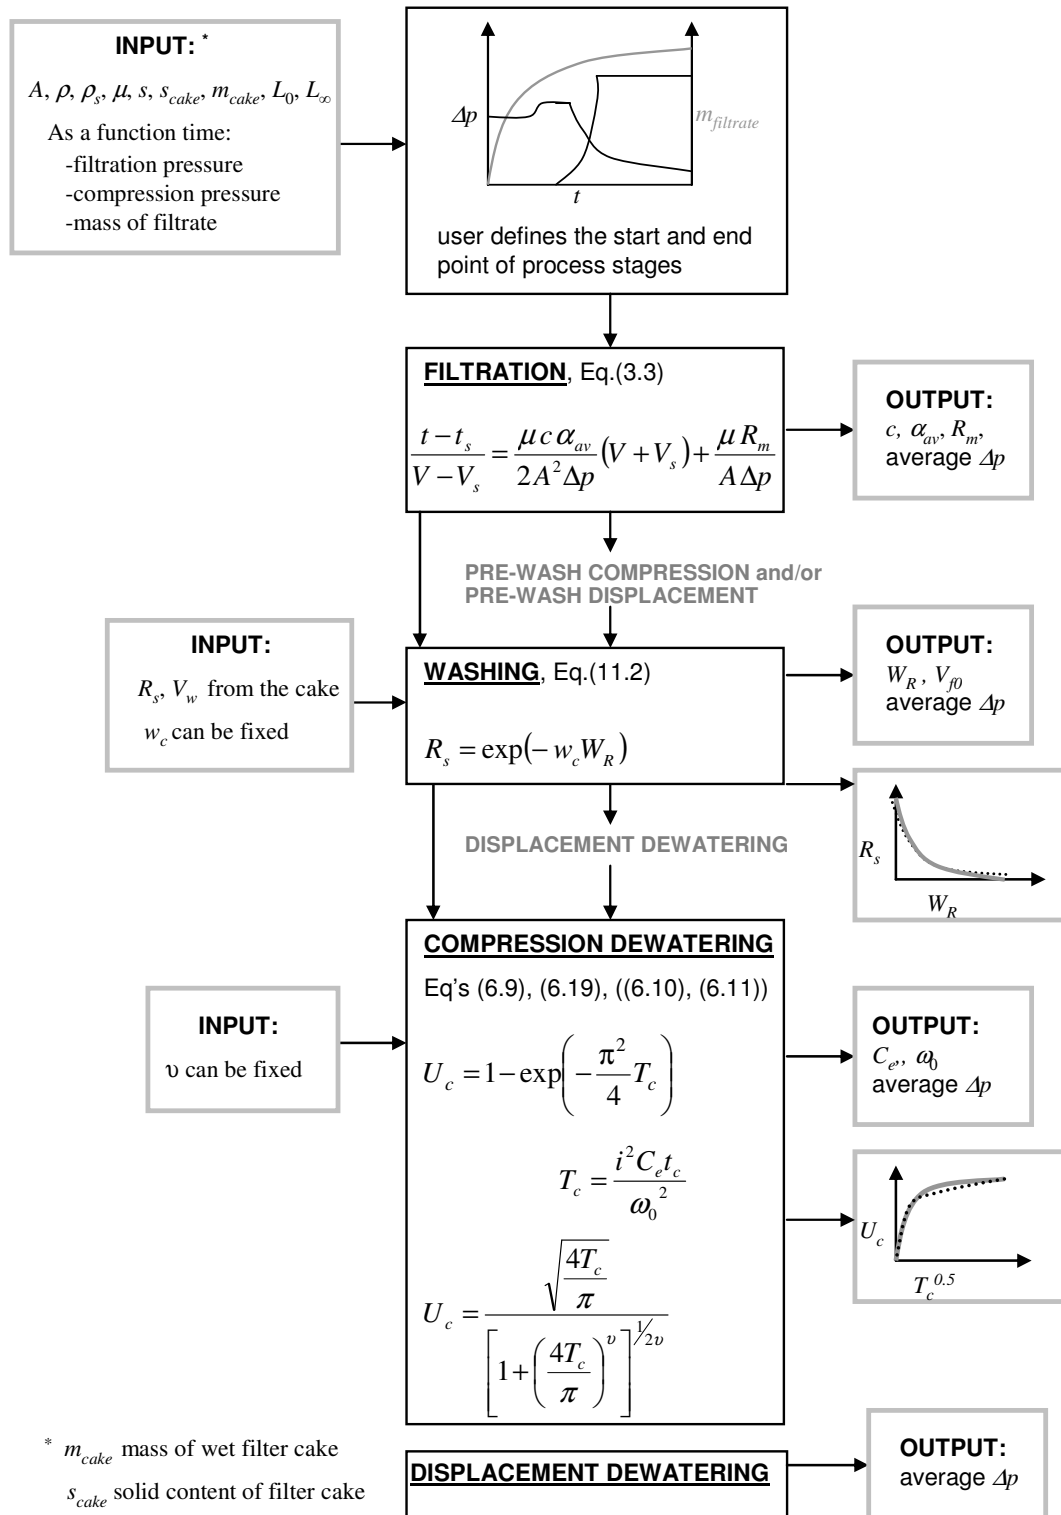 INPUT: *
A, ρ, ρ_s, μ, s, s_cake, m_cake, L_0, L_∞
As a function time:
-filtration pressure
-compression pressure
-mass of filtrate
Δp
m_filtrate
t
user defines the start and end
point of process stages
FILTRATION, Eq.(3.3)
(t − t_s)/(V − V_s) = (μ c α_av)/(2A²Δp) (V + V_s) + (μ R_m)/(A Δp)
OUTPUT:
c, α_av, R_m,
average Δp
PRE-WASH COMPRESSION and/or
PRE-WASH DISPLACEMENT
INPUT:
R_s, V_w from the cake
w_c can be fixed
WASHING, Eq.(11.2)
R_s = exp(− w_c W_R)
OUTPUT:
W_R, V_f0
average Δp
R_s
W_R
DISPLACEMENT DEWATERING
COMPRESSION DEWATERING
Eq's (6.9), (6.19), ((6.10), (6.11))
U_c = 1 − exp(− π²/4 T_c)
T_c = (i² C_e t_c)/(ω_0²)
U_c = √(4T_c/π) / [1 + (4T_c/π)^υ]^(1/2υ)
INPUT:
υ can be fixed
OUTPUT:
C_e,, ω_0
average Δp
U_c
T_c^0.5
* m_cake mass of wet filter cake
s_cake solid content of filter cake
DISPLACEMENT DEWATERING
OUTPUT:
average Δp